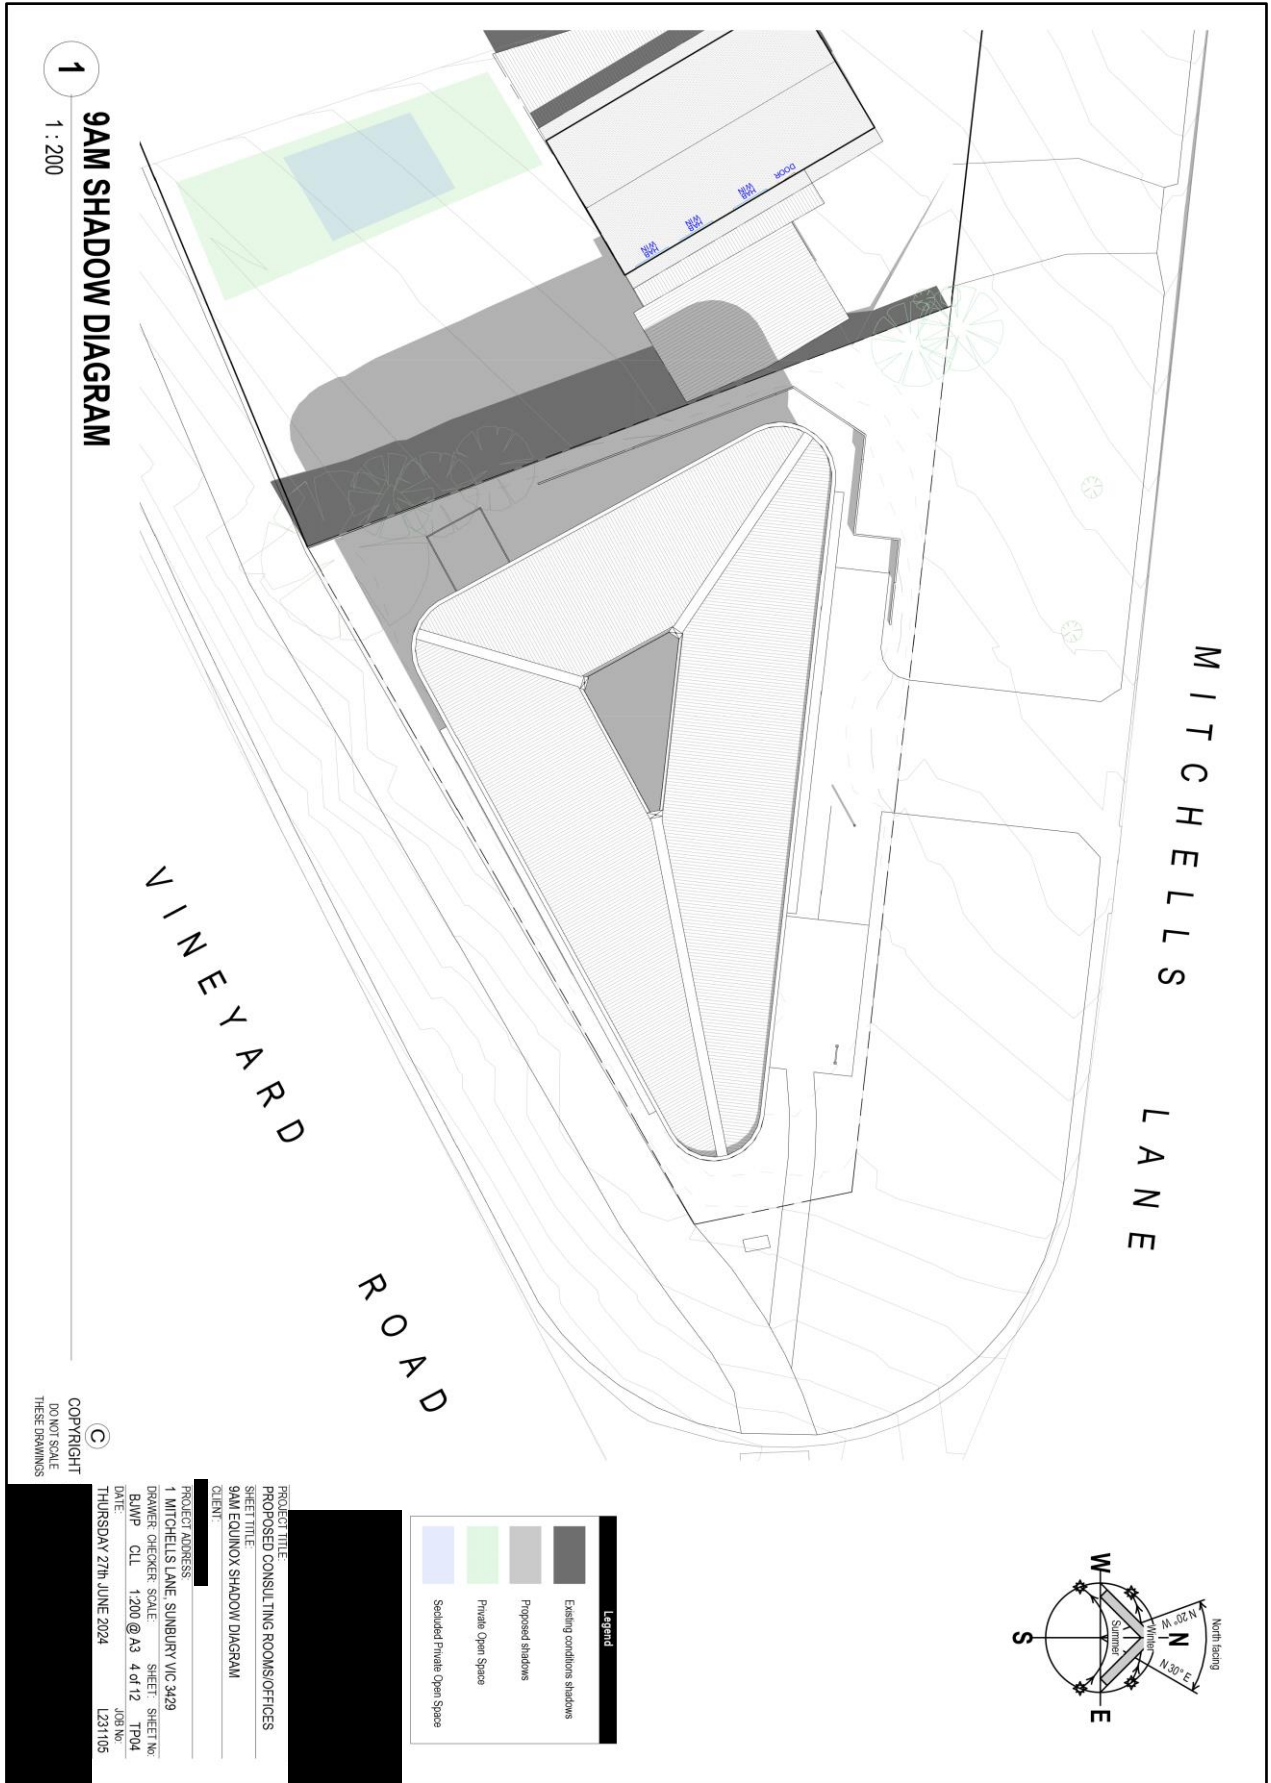 1
9AM SHADOW DIAGRAM
1 : 200
DOOR
HAB
WIN
HAB
WIN
HAB
WIN
MITCHELLS LANE
VINEYARD ROAD
North facing
N 20° W
N 30° E
Winter
Summer
N
W
E
S
Legend
Existing conditions shadows
Proposed shadows
Private Open Space
Secluded Private Open Space
C
COPYRIGHT
DO NOT SCALE
THESE DRAWINGS
PROJECT TITLE:
PROPOSED CONSULTING ROOMS/OFFICES
SHEET TITLE:
9AM EQUINOX SHADOW DIAGRAM
CLIENT:
PROJECT ADDRESS:
1 MITCHELLS LANE, SUNBURY VIC 3429
DRAWER: CHECKER: SCALE: SHEET: SHEET No:
BJWP CLL 1:200 @ A3 4 of 12 TP04
DATE: JOB No:
THURSDAY 27th JUNE 2024 L231105